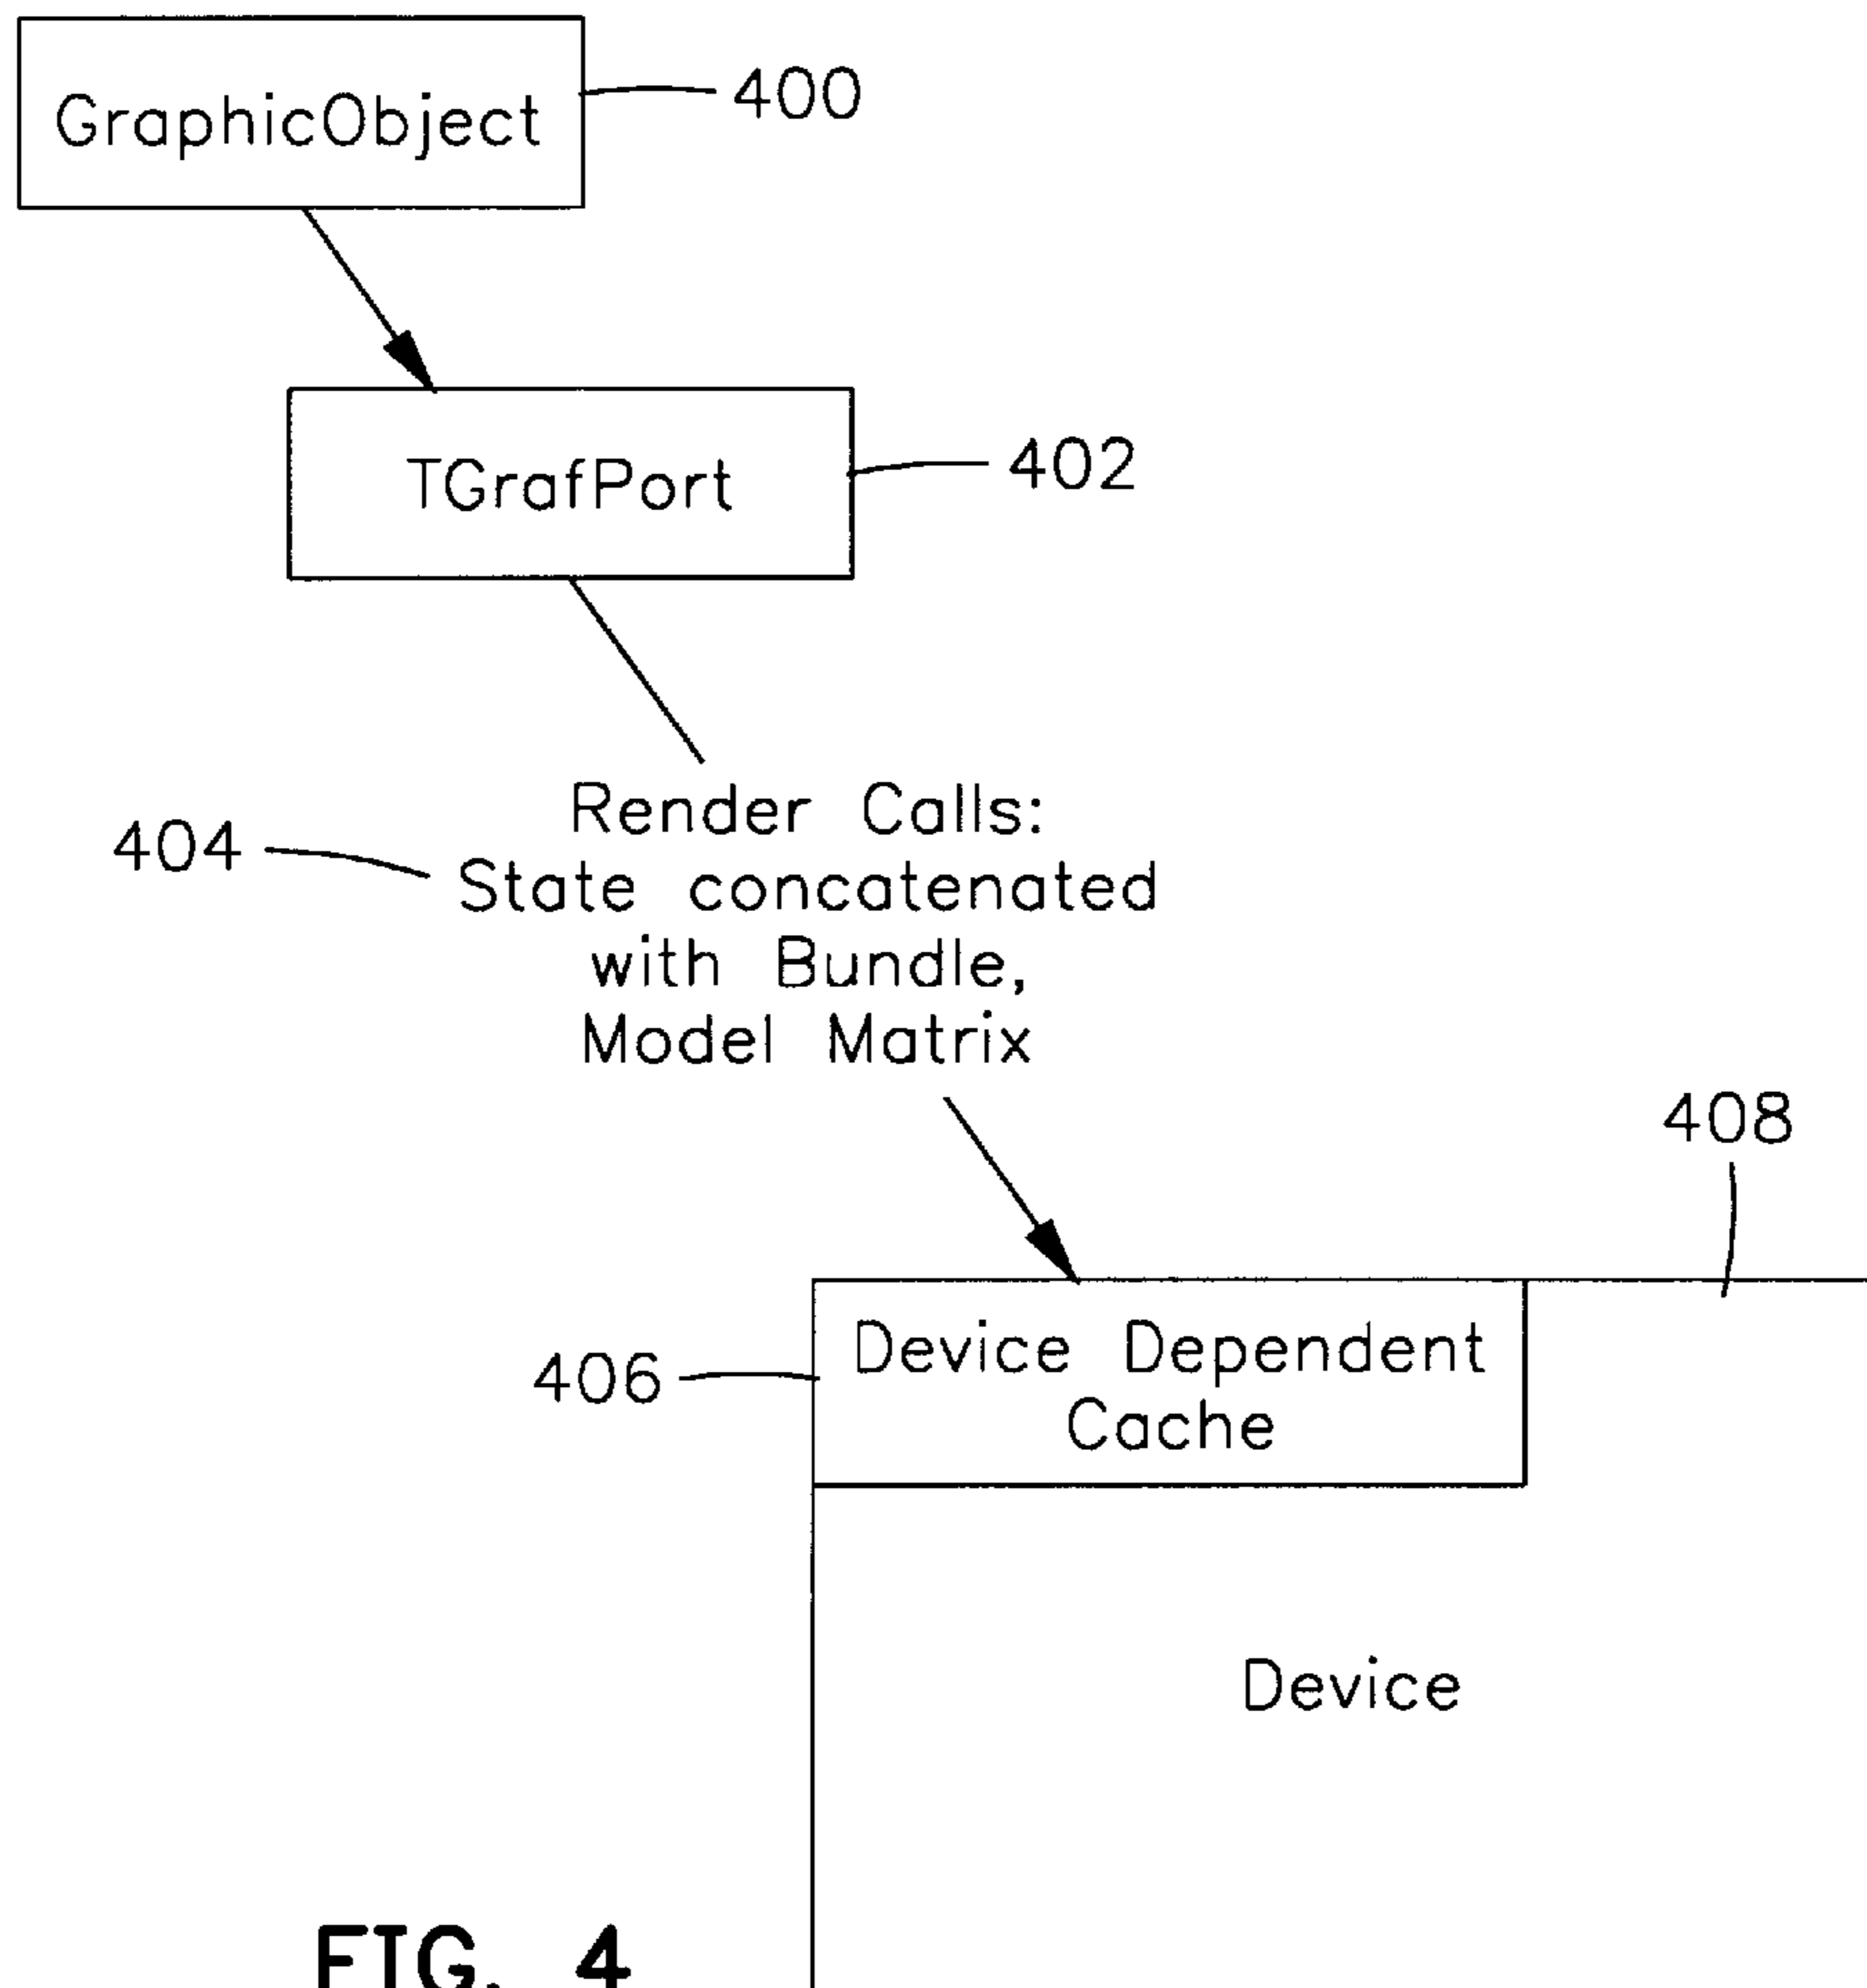 GraphicObject
400
TGrafPort
402
404
Render Calls:
State concatenated
with Bundle,
Model Matrix
408
406
Device Dependent
Cache
Device
FIG. 4